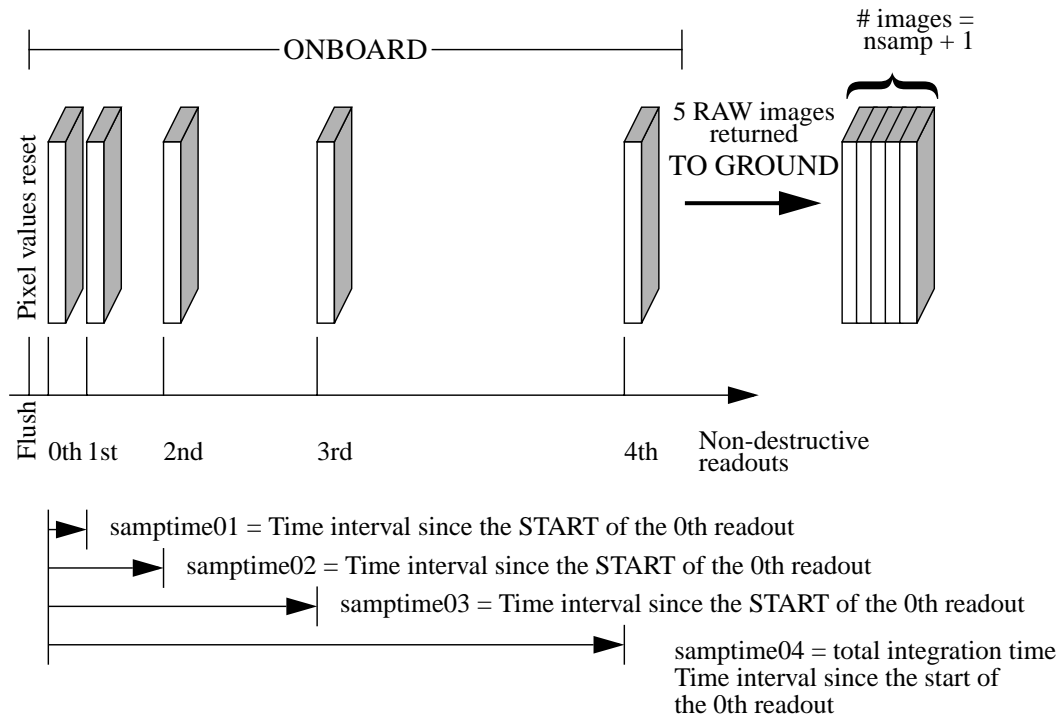 # images =
nsamp + 1
ONBOARD
Pixel values reset
5 RAW images
returned
TO GROUND
Flush
0th 1st 2nd 3rd 4th
Non-destructive
readouts
samptime01 = Time interval since the START of the 0th readout
samptime02 = Time interval since the START of the 0th readout
samptime03 = Time interval since the START of the 0th readout
samptime04 = total integration time
Time interval since the start of
the 0th readout